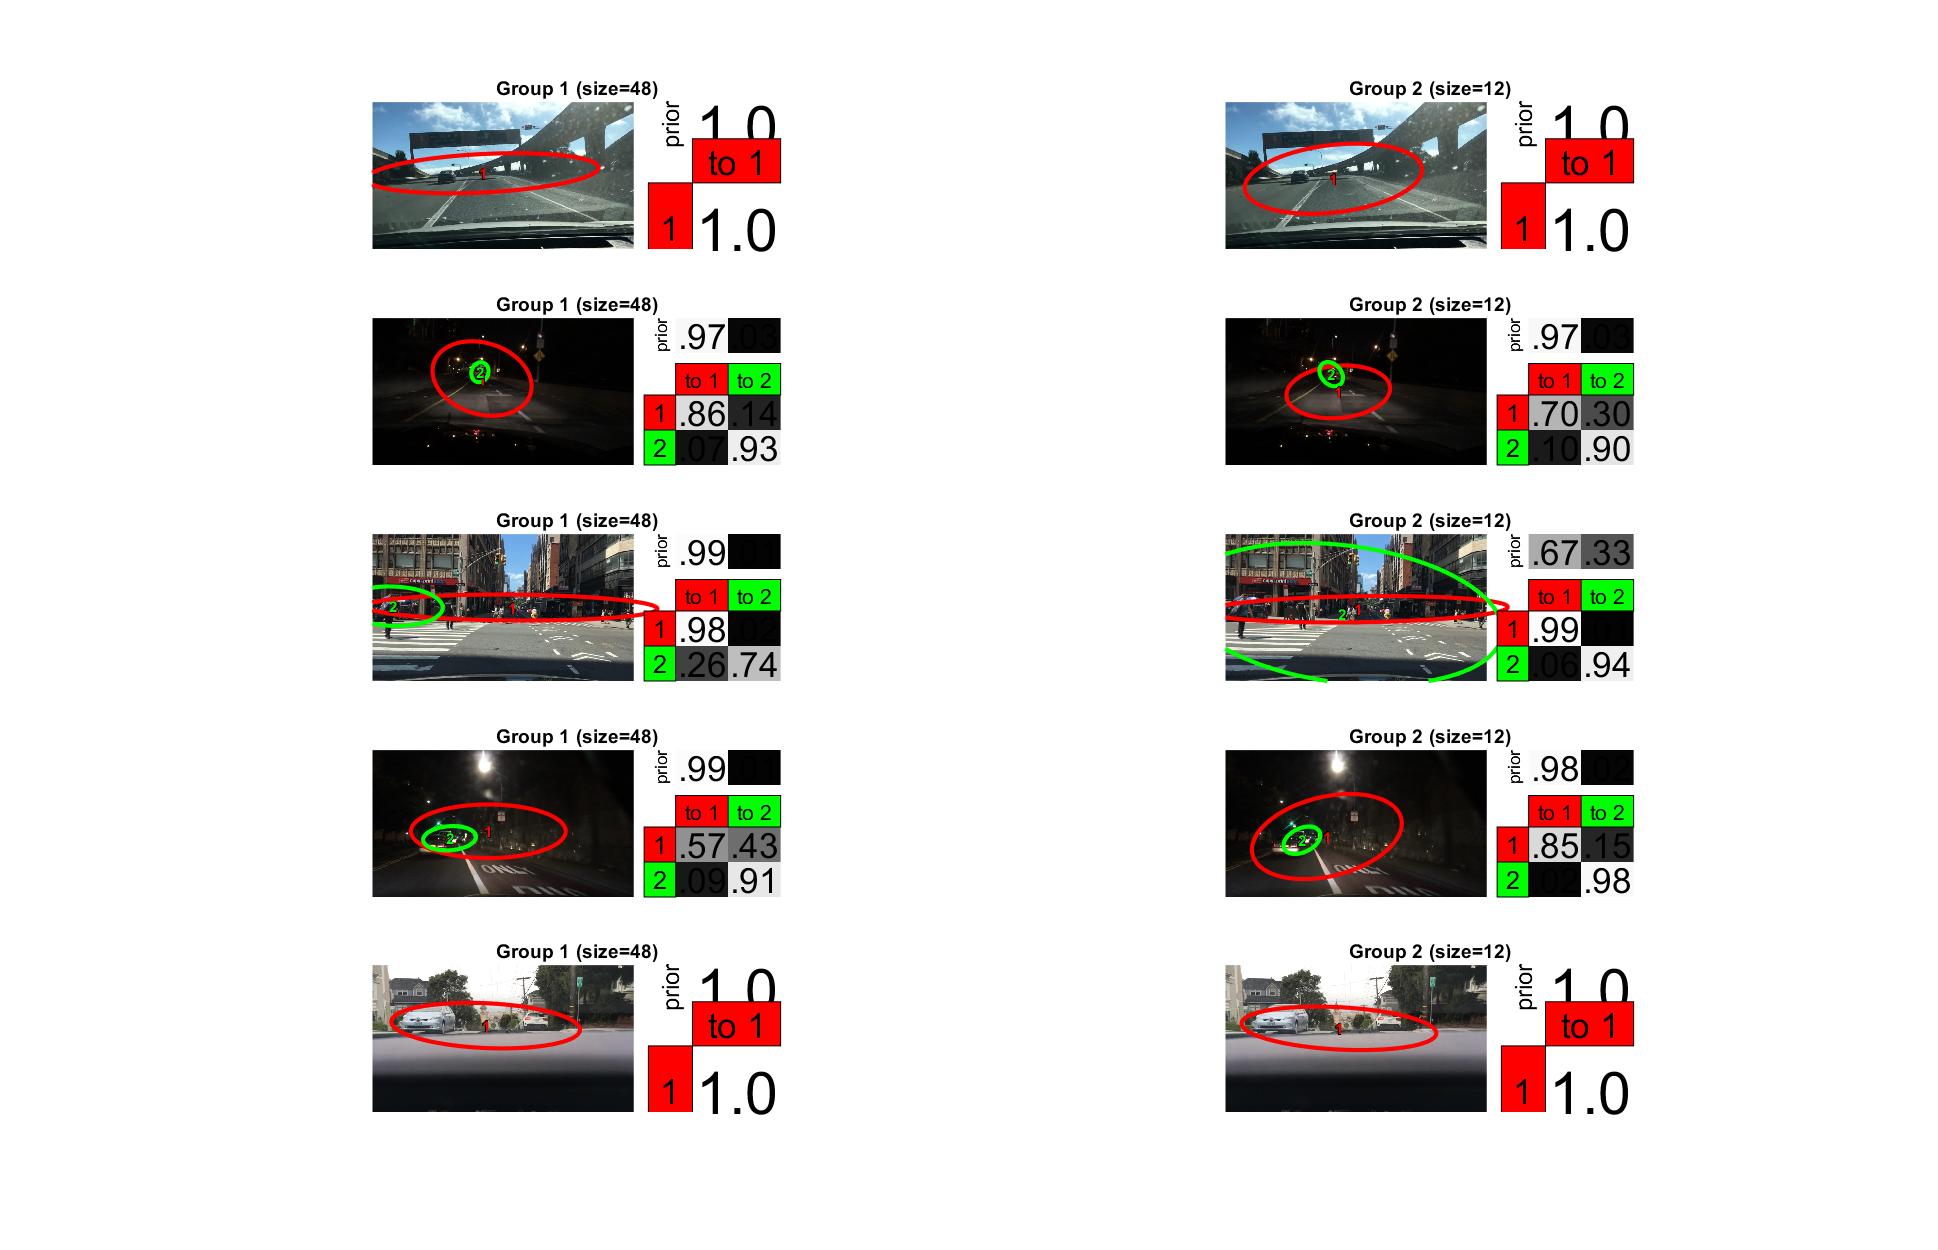 Group 1 (size=48)
prior 1.0
to 1
1 1.0
Group 2 (size=12)
prior 1.0
to 1
1 1.0
Group 1 (size=48)
prior .97 .03
to 1 to 2
1 .86 .14
2 .07 .93
Group 2 (size=12)
prior .97 .03
to 1 to 2
1 .70 .30
2 .10 .90
Group 1 (size=48)
prior .99 .01
to 1 to 2
1 .98 .02
2 .26 .74
Group 2 (size=12)
prior .67 .33
to 1 to 2
1 .99 .01
2 .06 .94
Group 1 (size=48)
prior .99 .01
to 1 to 2
1 .57 .43
2 .09 .91
ONLY
Group 2 (size=12)
prior .98 .02
to 1 to 2
1 .85 .15
2 .02 .98
Group 1 (size=48)
prior 1.0
to 1
1 1.0
Group 2 (size=12)
prior 1.0
to 1
1 1.0